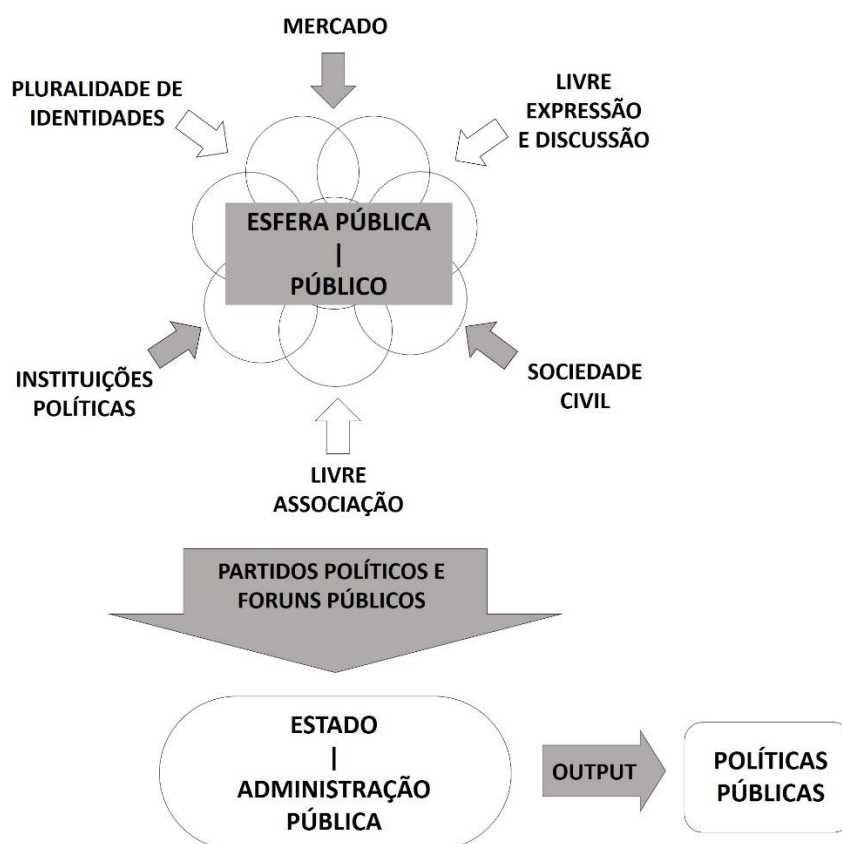 MERCADO
PLURALIDADE DE
IDENTIDADES
LIVRE
EXPRESSÃO
E DISCUSSÃO
ESFERA PÚBLICA
|
PÚBLICO
INSTITUIÇÕES
POLÍTICAS
SOCIEDADE
CIVIL
LIVRE
ASSOCIAÇÃO
PARTIDOS POLÍTICOS E
FORUNS PÚBLICOS
ESTADO
|
ADMINISTRAÇÃO
PÚBLICA
OUTPUT
POLÍTICAS
PÚBLICAS